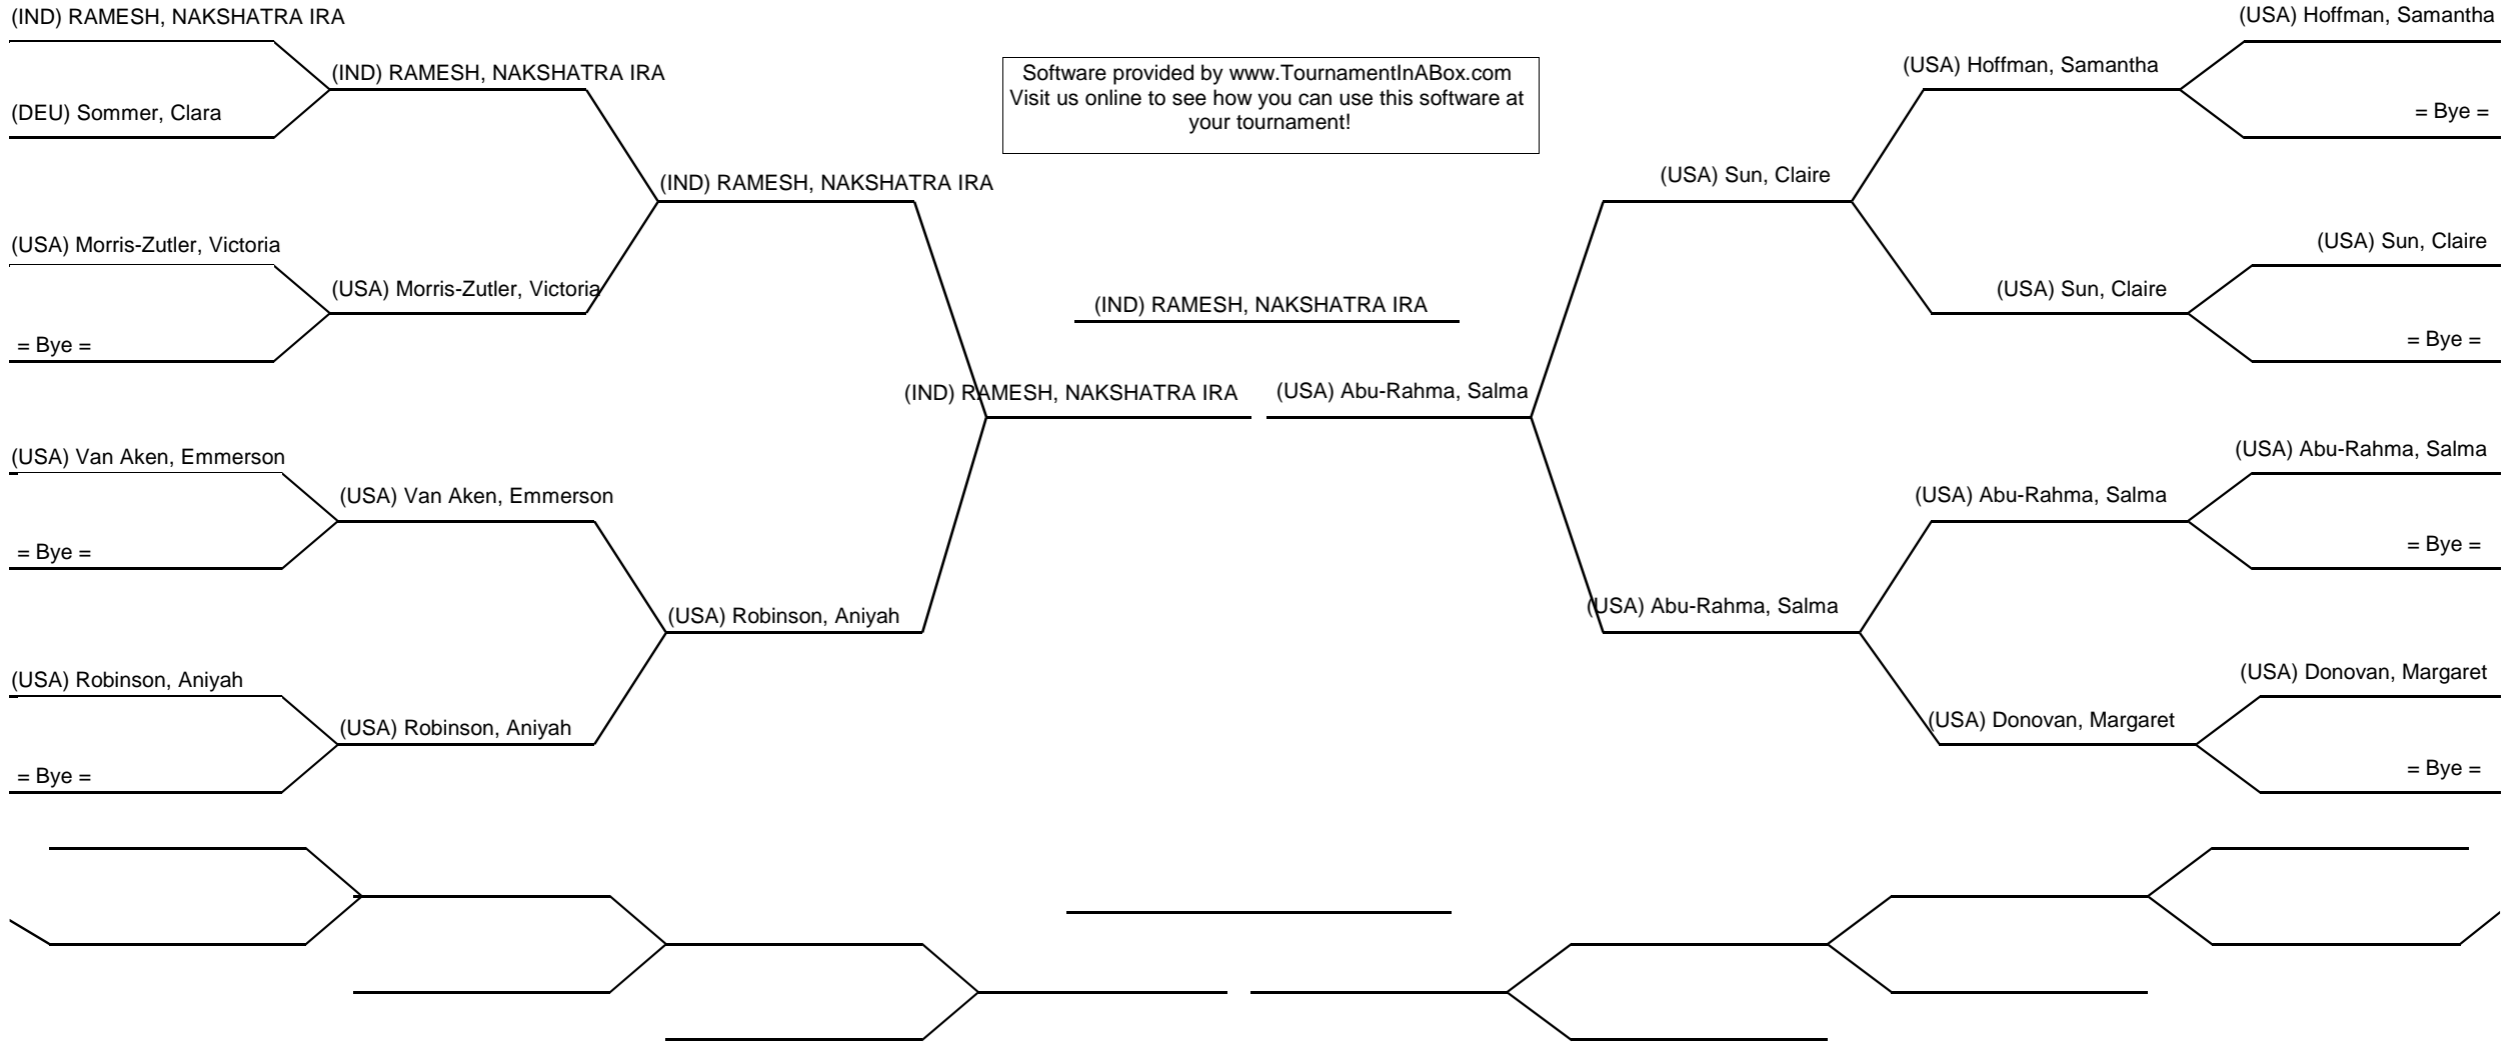 (IND) RAMESH, NAKSHATRA IRA
(DEU) Sommer, Clara
(USA) Morris-Zutler, Victoria
= Bye =
(USA) Van Aken, Emmerson
= Bye =
(USA) Robinson, Aniyah
= Bye =
(IND) RAMESH, NAKSHATRA IRA
(USA) Morris-Zutler, Victoria
(USA) Van Aken, Emmerson
(USA) Robinson, Aniyah
(IND) RAMESH, NAKSHATRA IRA
(USA) Robinson, Aniyah
(IND) RAMESH, NAKSHATRA IRA
Software provided by www.TournamentInABox.com
Visit us online to see how you can use this software at
your tournament!
(IND) RAMESH, NAKSHATRA IRA
(USA) Abu-Rahma, Salma
(USA) Sun, Claire
(USA) Abu-Rahma, Salma
(USA) Hoffman, Samantha
(USA) Sun, Claire
(USA) Abu-Rahma, Salma
(USA) Donovan, Margaret
(USA) Hoffman, Samantha
= Bye =
(USA) Sun, Claire
= Bye =
(USA) Abu-Rahma, Salma
= Bye =
(USA) Donovan, Margaret
= Bye =